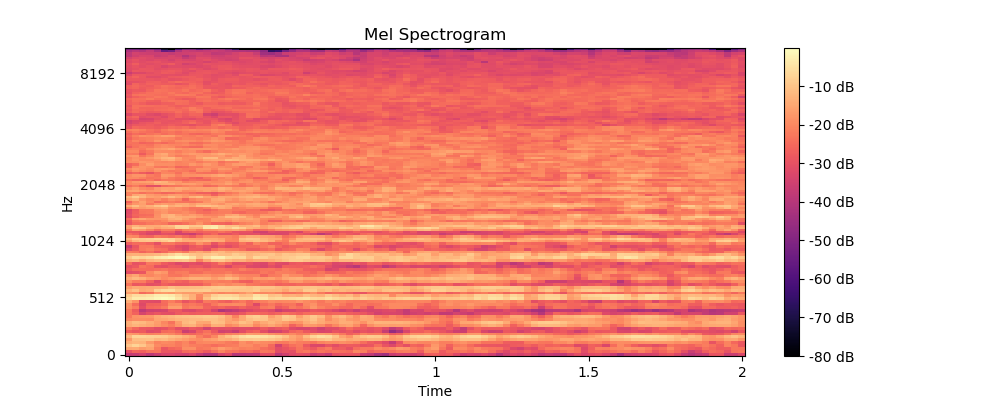 Mel Spectrogram
Hz
8192
4096
2048
1024
512
0
0 0.5 1 1.5 2
Time
-10 dB
-20 dB
-30 dB
-40 dB
-50 dB
-60 dB
-70 dB
-80 dB